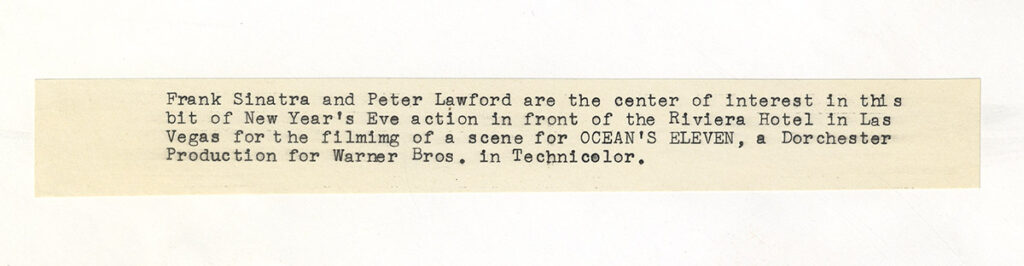 Frank Sinatra and Peter Lawford are the center of interest in this
bit of New Year's Eve action in front of the Riviera Hotel in Las
Vegas for the filmimg of a scene for OCEAN'S ELEVEN, a Dorchester
Production for Warner Bros. in Technicolor.